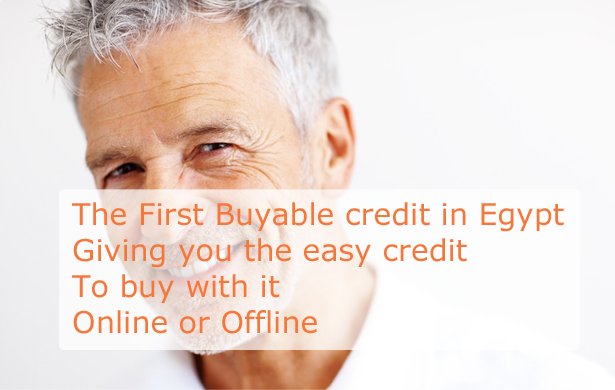 The First Buyable credit in Egypt
Giving you the easy credit
To buy with it
Online or Offline